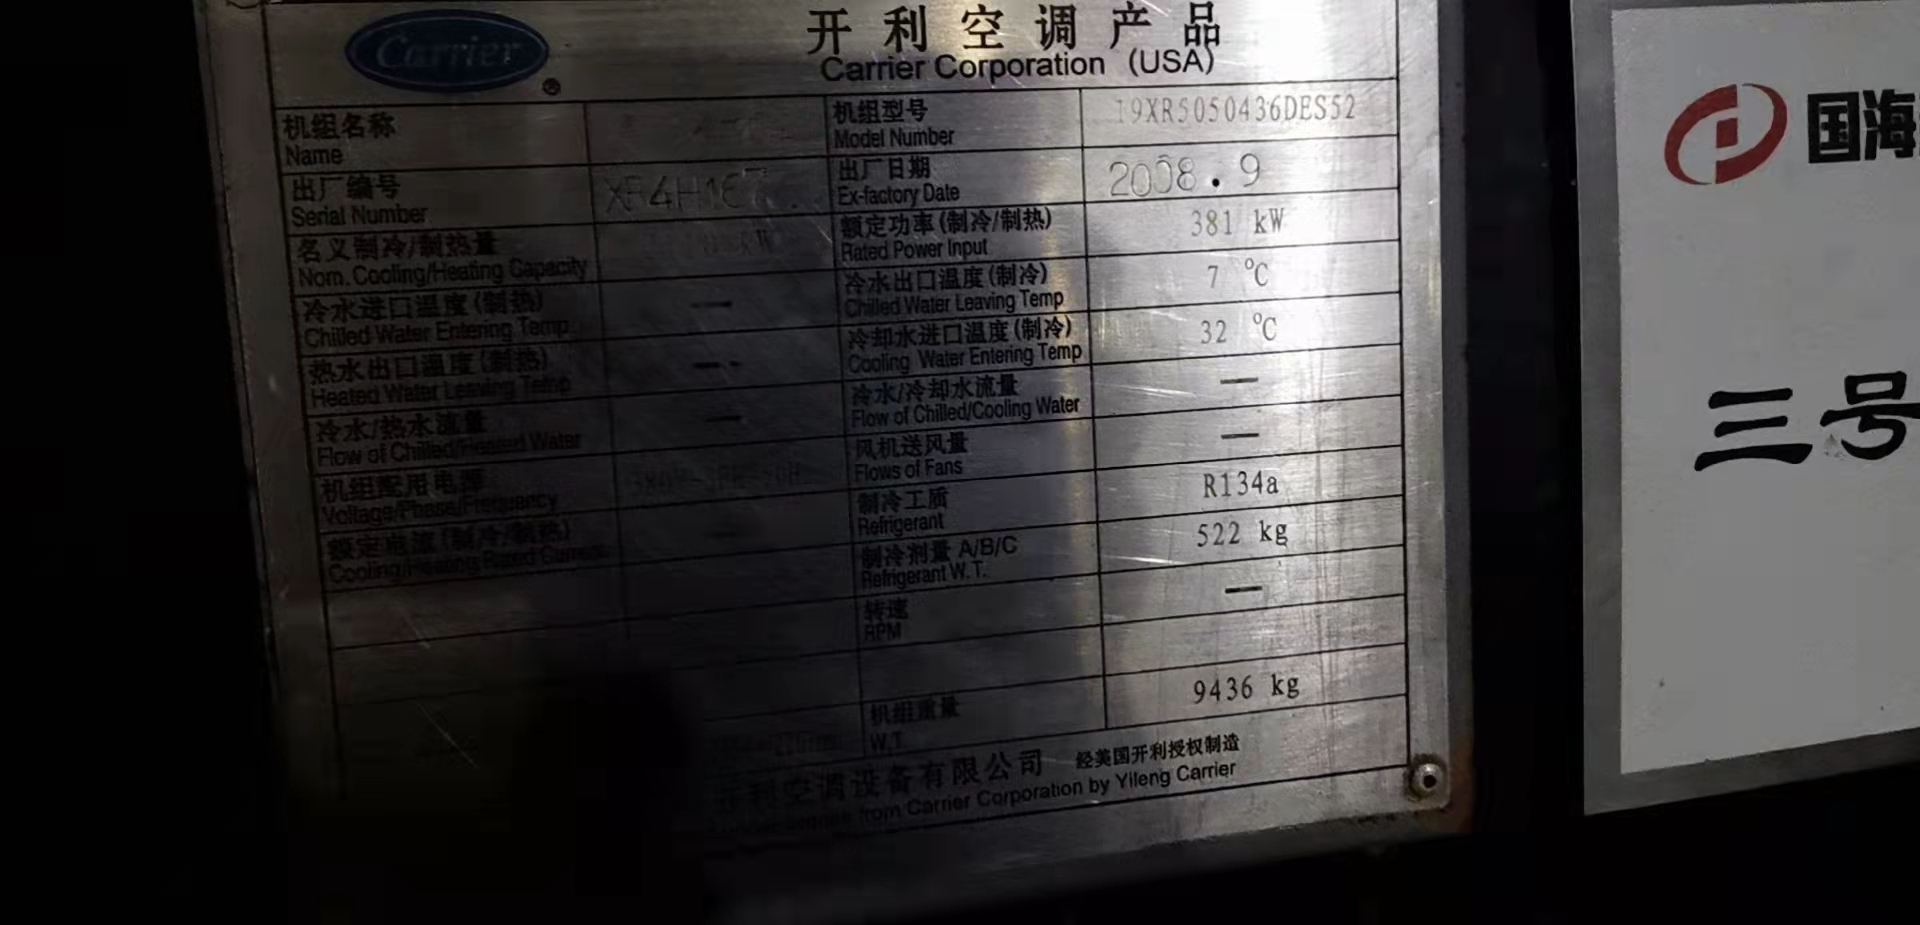 Carrier
开利空调产品
Carrier Corporation (USA)
机组名称
Name
机组型号
Model Number
19XR5050436DES52
出厂编号
Serial Number
出厂日期
Ex-factory Date
2008.9
名义制冷/制热量
Nom. Cooling/Heating Capacity
kW
额定功率(制冷/制热)
Rated Power Input
381 kW
冷水进口温度(制热)
Chilled Water Entering Temp
—
冷水出口温度(制冷)
Chilled Water Leaving Temp
7 ℃
热水出口温度(制热)
Heated Water Leaving Temp
—
冷却水进口温度(制冷)
Cooling Water Entering Temp
32 ℃
冷水/热水流量
Flow of Chilled/Heated Water
—
冷水/冷却水流量
Flow of Chilled/Cooling Water
—
机组配用电源
Voltage/Phase/Frequency
风机送风量
Flows of Fans
—
额定电流(制冷/制热)
Cooling/Heating Rated Current
制冷工质
Refrigerant
R134a
制冷剂量 A/B/C
Refrigerant W.T.
522 kg
转速
RPM
—
机组重量
W.T.
9436 kg
开利空调设备有限公司 经美国开利授权制造
from Carrier Corporation by Yileng Carrier
国海
三号